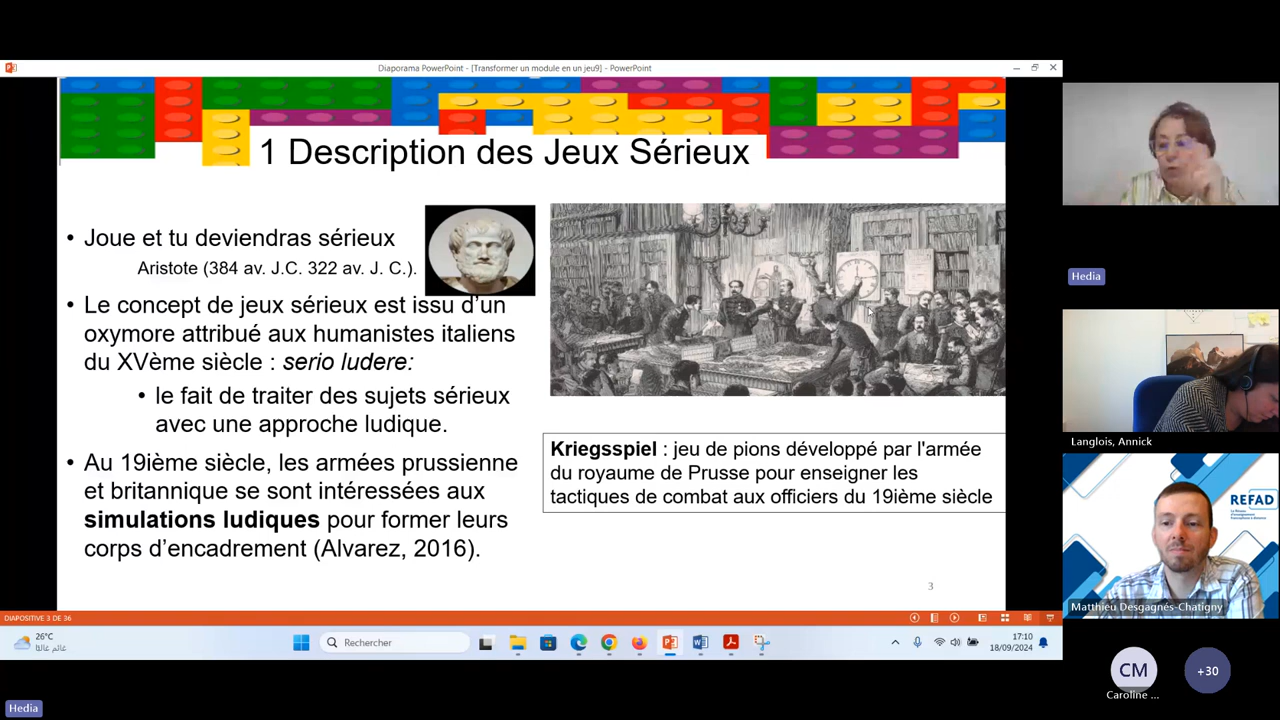 Diaporama PowerPoint - [Transformer un module en un jeu9] - PowerPoint
1 Description des Jeux Sérieux
• Joue et tu deviendras sérieux
Aristote (384 av. J.C. 322 av. J. C.).
• Le concept de jeux sérieux est issu d'un
oxymore attribué aux humanistes italiens
du XVème siècle : serio ludere:
• le fait de traiter des sujets sérieux
avec une approche ludique.
• Au 19ième siècle, les armées prussienne
et britannique se sont intéressées aux
simulations ludiques pour former leurs
corps d'encadrement (Alvarez, 2016).
Kriegsspiel : jeu de pions développé par l'armée
du royaume de Prusse pour enseigner les
tactiques de combat aux officiers du 19ième siècle
3
DIAPOSITIVE 3 DE 36
26°C
غائم غالبًا
Rechercher
17:10
18/09/2024
Hedia
Langlois, Annick
REFAD
Matthieu Desgagnés-Chatigny
CM
Caroline ...
+30
Hedia